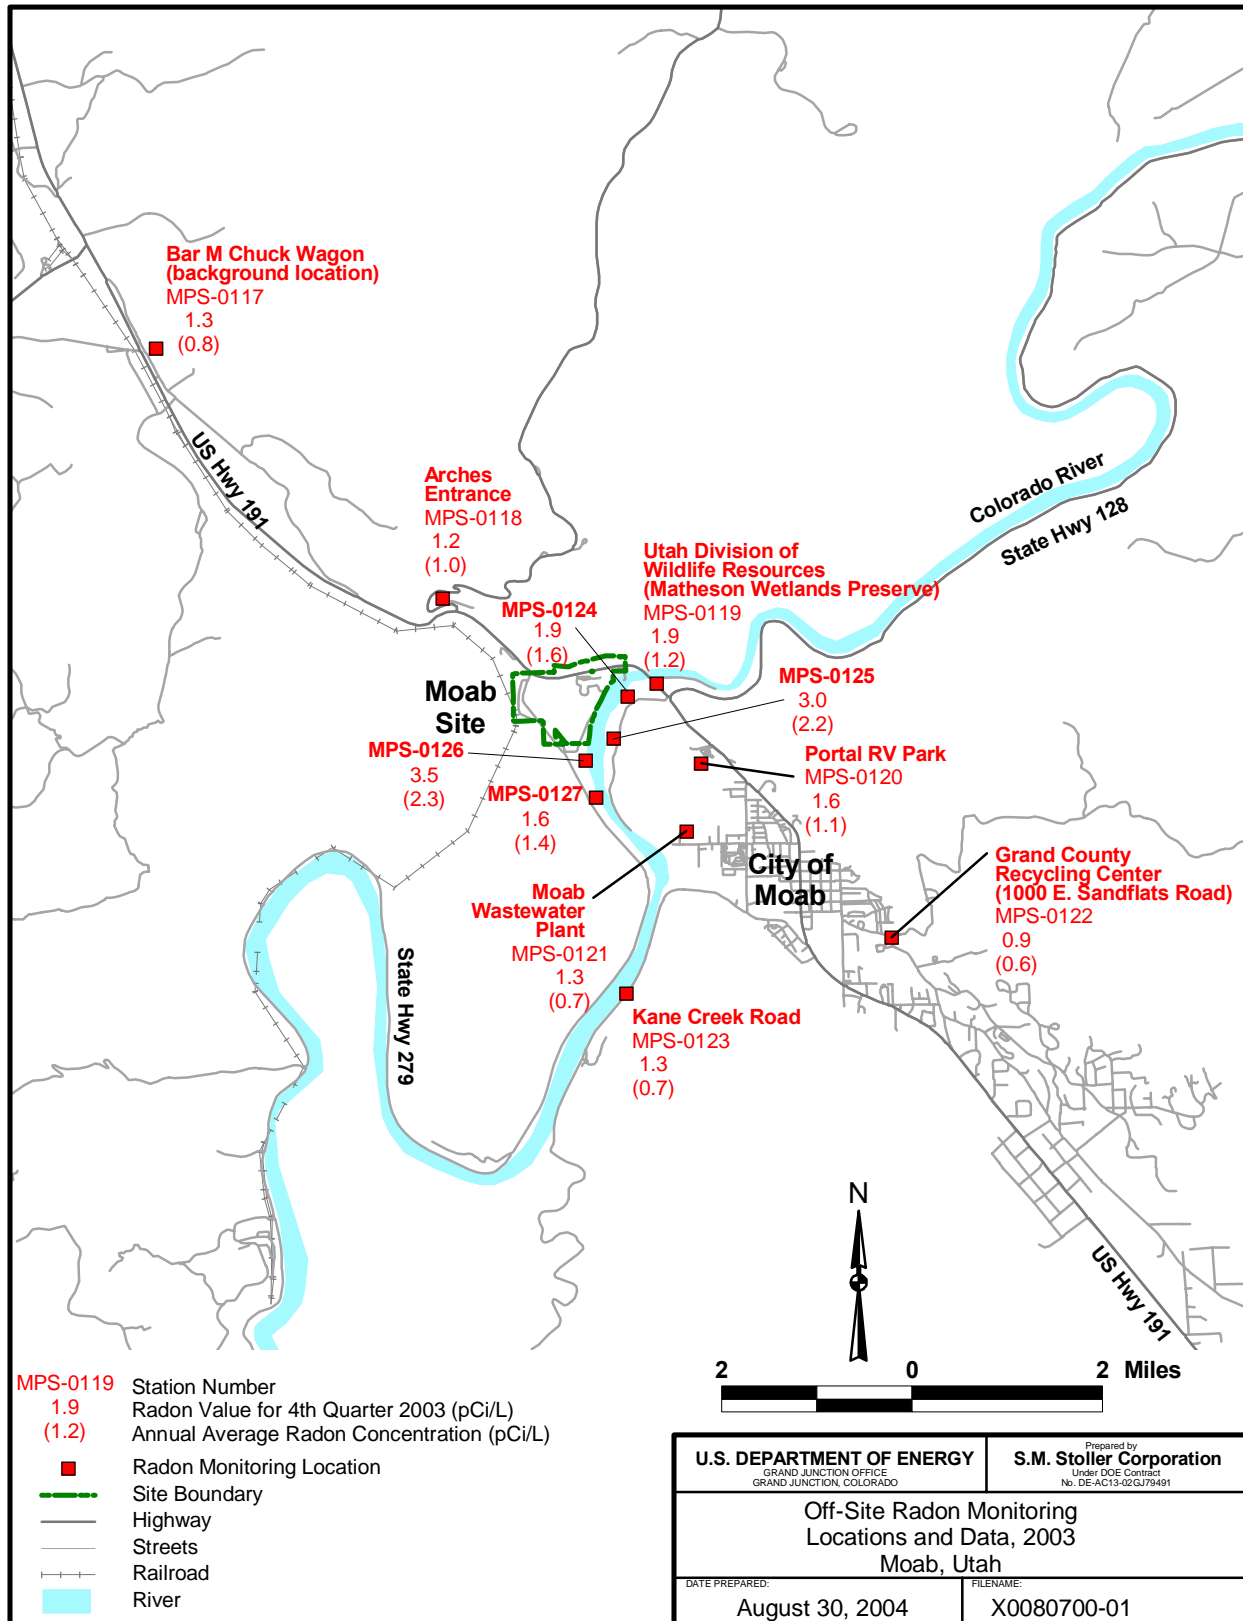 Bar M Chuck Wagon
(background location)
MPS-0117
1.3
(0.8)
US Hwy 191
Arches
Entrance
MPS-0118
1.2
(1.0)
Colorado River
State Hwy 128
Utah Division of
Wildlife Resources
(Matheson Wetlands Preserve)
MPS-0119
1.9
(1.2)
MPS-0124
1.9
(1.6)
MPS-0125
3.0
(2.2)
Moab
Site
MPS-0126
3.5
(2.3)
Portal RV Park
MPS-0120
1.6
(1.1)
MPS-0127
1.6
(1.4)
City of
Moab
Grand County
Recycling Center
(1000 E. Sandflats Road)
MPS-0122
0.9
(0.6)
Moab
Wastewater
Plant
MPS-0121
1.3
(0.7)
State Hwy 279
Kane Creek Road
MPS-0123
1.3
(0.7)
N
US Hwy 191
2 0 2 Miles
MPS-0119 Station Number
1.9 Radon Value for 4th Quarter 2003 (pCi/L)
(1.2) Annual Average Radon Concentration (pCi/L)
Radon Monitoring Location
Site Boundary
Highway
Streets
Railroad
River
U.S. DEPARTMENT OF ENERGY
GRAND JUNCTION OFFICE
GRAND JUNCTION, COLORADO
Prepared by
S.M. Stoller Corporation
Under DOE Contract
No. DE-AC13-02GJ79491
Off-Site Radon Monitoring
Locations and Data, 2003
Moab, Utah
DATE PREPARED:
August 30, 2004
FILENAME:
X0080700-01